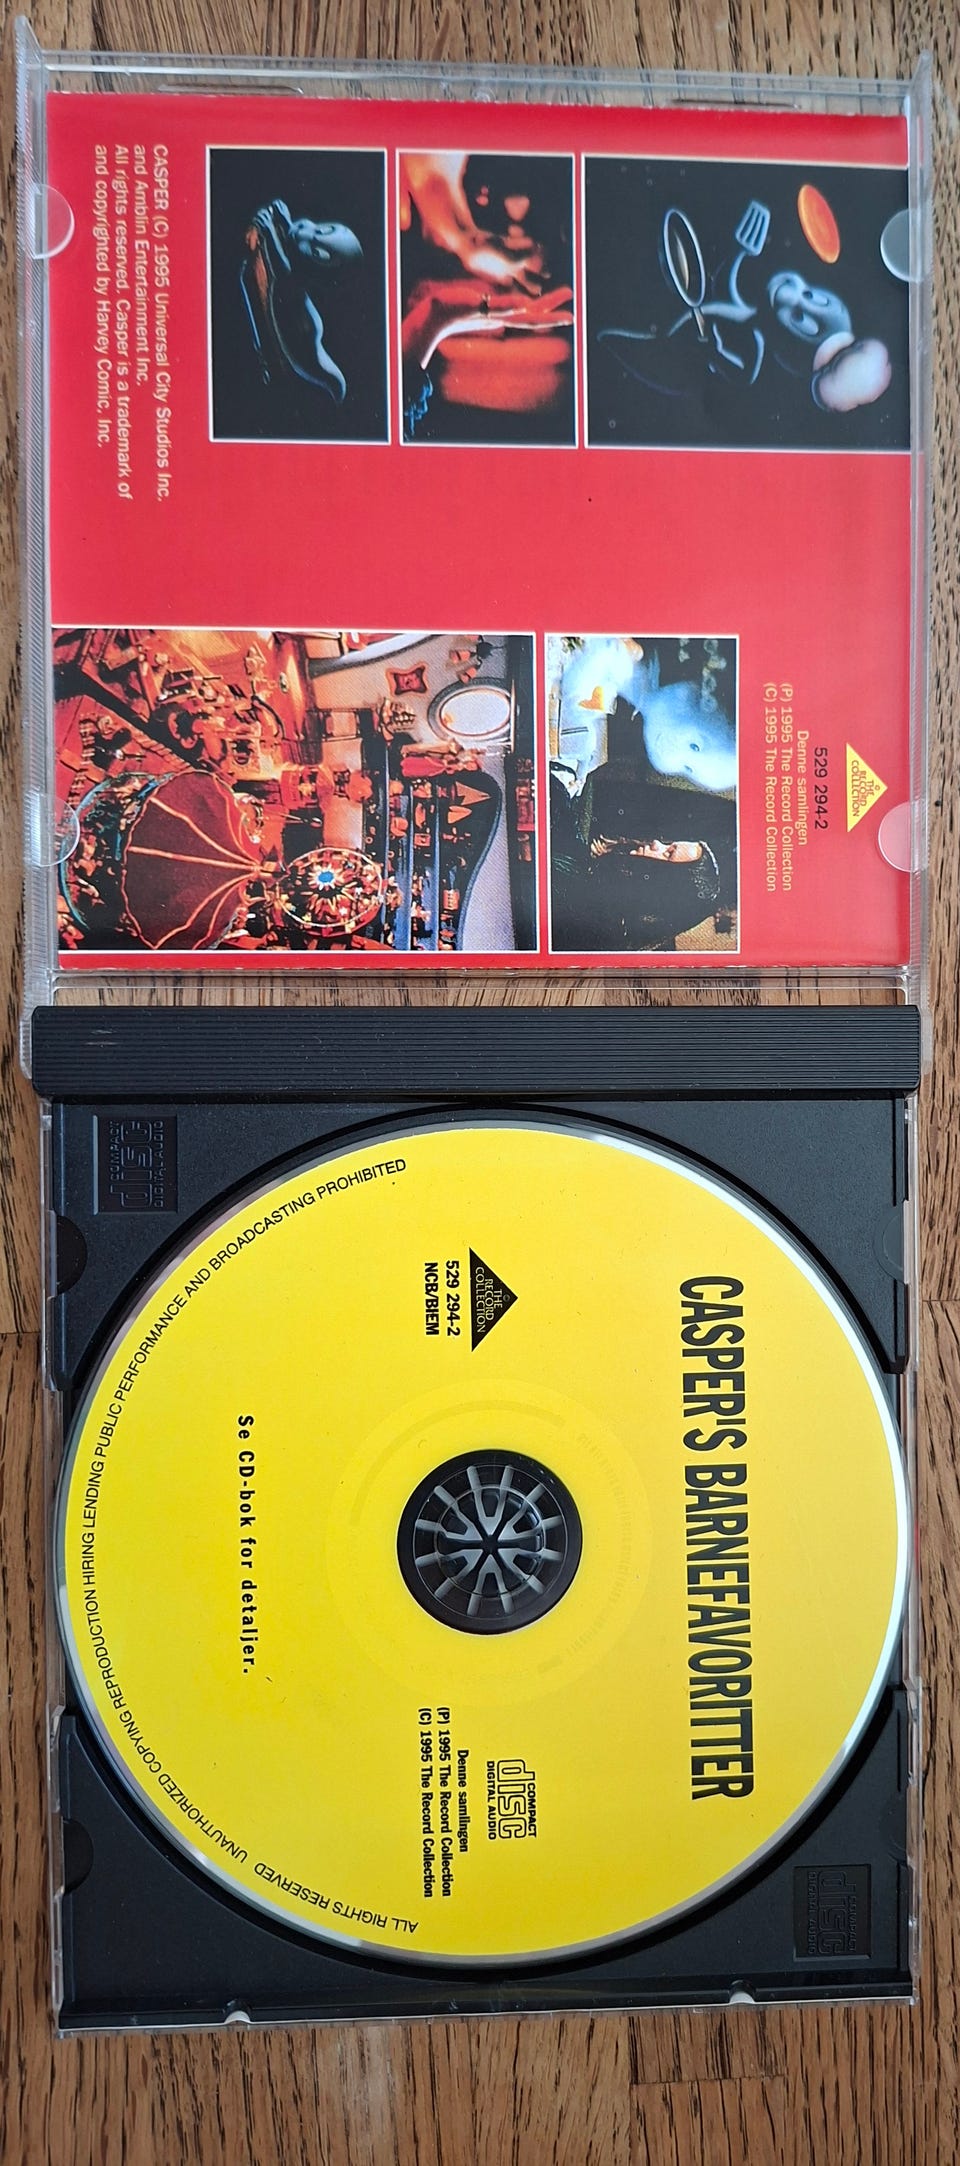 THE
RECORD
COLLECTION
529 294-2
Denne samlingen
(P) 1995 The Record Collection
(C) 1995 The Record Collection
CASPER (C) 1995 Universal City Studios Inc,
and Amblin Entertainment Inc,
All rights reserved. Casper is a trademark of
and copyrighted by Harvey Comic, Inc,
COMPACT
disc
DIGITAL AUDIO
CASPER'S BARNEFAVORITTER
THE
RECORD
COLLECTION
529 294-2
NCB/BIEM
COMPACT
disc
DIGITAL AUDIO
Denne samlingen
(P) 1995 The Record Collection
(C) 1995 The Record Collection
Se CD-bok for detaljer.
ALL RIGHTS RESERVED UNAUTHORIZED COPYING REPRODUCTION HIRING LENDING PUBLIC PERFORMANCE AND BROADCASTING PROHIBITED
COMPACT
disc
DIGITAL AUDIO